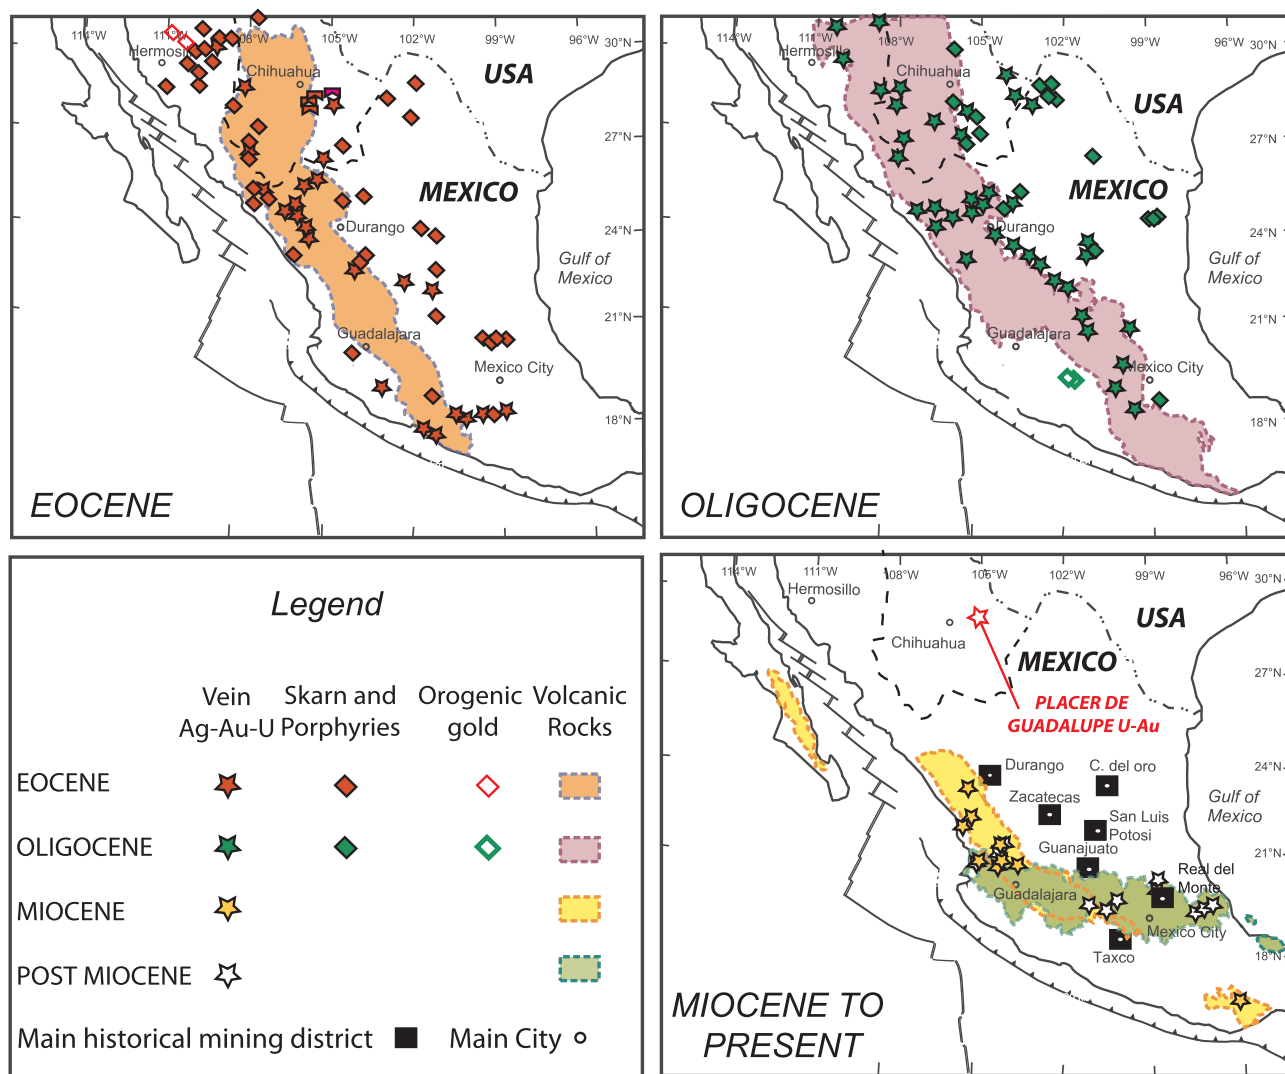 114°W
108°W
105°W
102°W
99°W
96°W
30°N
Hermosillo
Chihuahua
USA
27°N
MEXICO
24°N
Durango
Gulf of
Mexico
21°N
Guadalajara
Mexico City
18°N
EOCENE
114°W
111°W
108°W
105°W
102°W
99°W
96°W
30°N
Hermosillo
Chihuahua
USA
27°N
MEXICO
24°N
Durango
Gulf of
Mexico
21°N
Guadalajara
Mexico City
18°N
OLIGOCENE
Legend
Vein
Ag-Au-U
Skarn and
Porphyries
Orogenic
gold
Volcanic
Rocks
EOCENE
OLIGOCENE
MIOCENE
POST MIOCENE
Main historical mining district
Main City
114°W
111°W
108°W
105°W
102°W
99°W
96°W
30°N
Hermosillo
USA
Chihuahua
MEXICO
27°N
PLACER DE
GUADALUPE U-Au
Durango
C. del oro
24°N
Zacatecas
Gulf of
Mexico
San Luis
Potosi
Guanajuato
21°N
Real del
Monte
Guadalajara
Mexico City
Taxco
18°N
MIOCENE TO
PRESENT